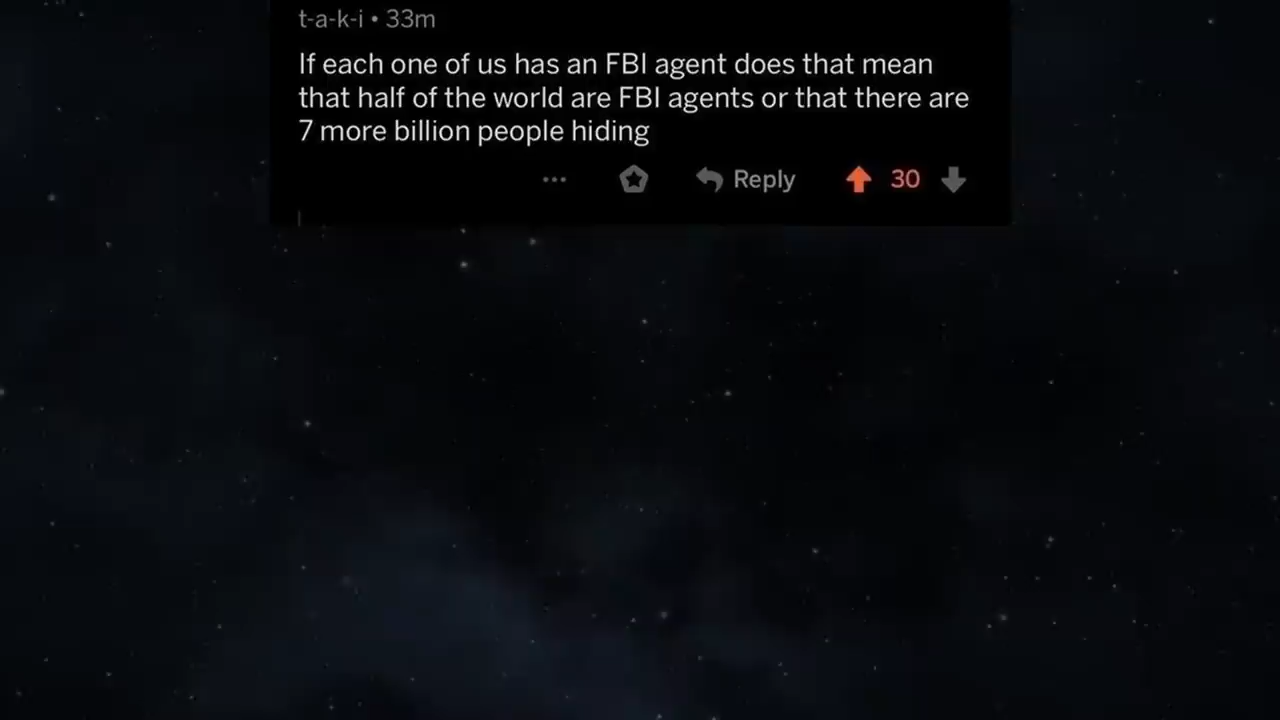 t-a-k-i • 33m
If each one of us has an FBI agent does that mean
that half of the world are FBI agents or that there are
7 more billion people hiding
... Reply 30